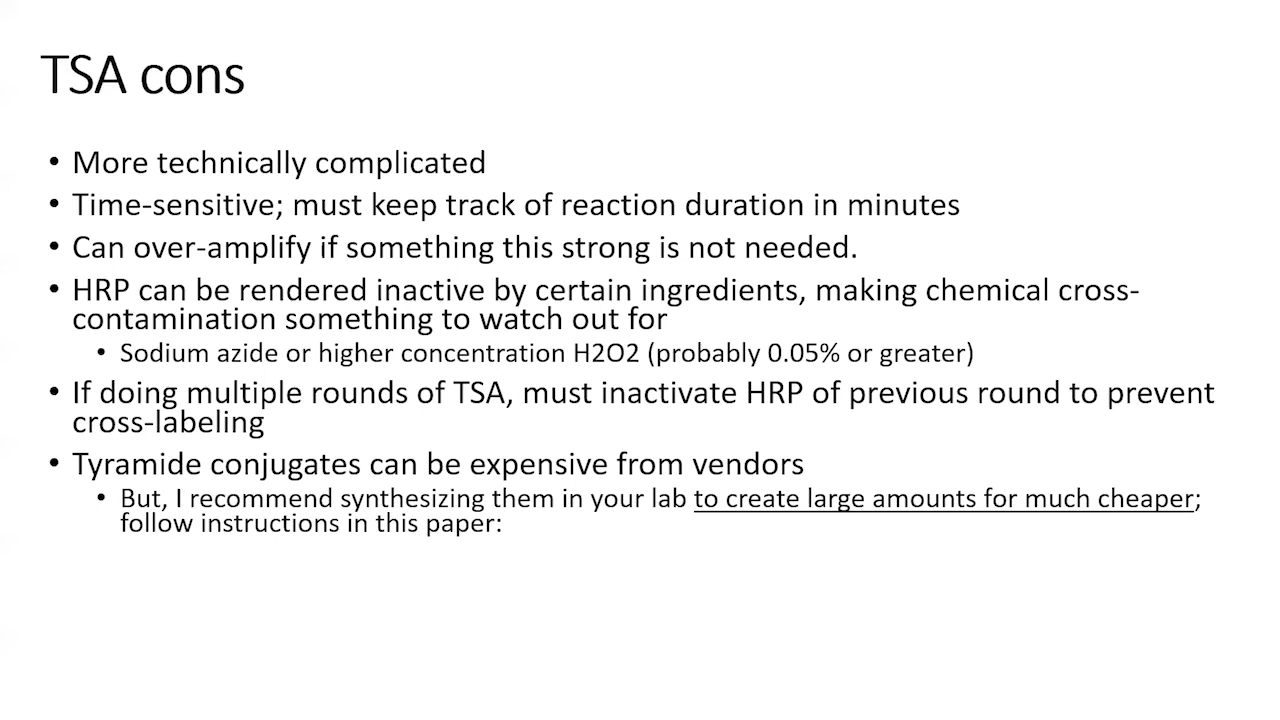 TSA cons
• More technically complicated
• Time-sensitive; must keep track of reaction duration in minutes
• Can over-amplify if something this strong is not needed.
• HRP can be rendered inactive by certain ingredients, making chemical cross-
contamination something to watch out for
• Sodium azide or higher concentration H2O2 (probably 0.05% or greater)
• If doing multiple rounds of TSA, must inactivate HRP of previous round to prevent
cross-labeling
• Tyramide conjugates can be expensive from vendors
• But, I recommend synthesizing them in your lab to create large amounts for much cheaper;
follow instructions in this paper: